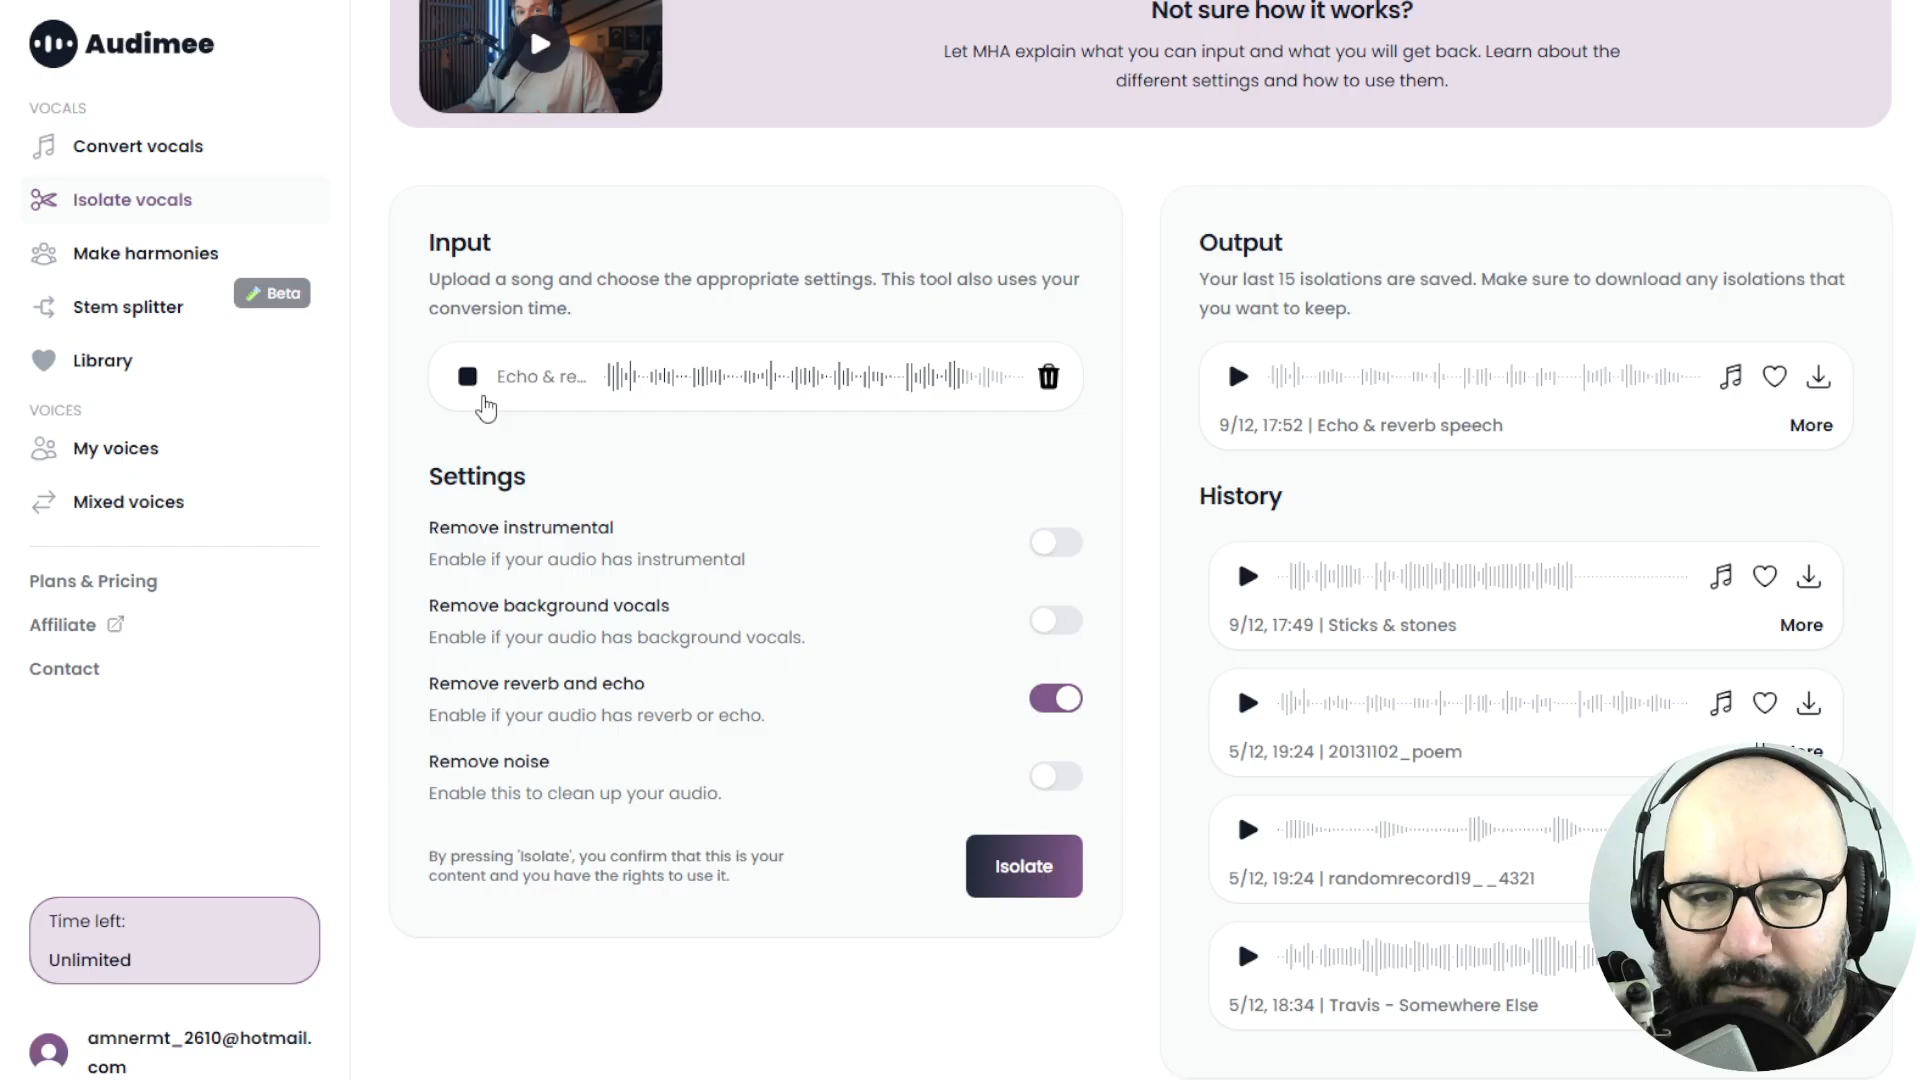 Audimee
VOCALS
Convert vocals
Isolate vocals
Make harmonies
Beta
Stem splitter
Library
VOICES
My voices
Mixed voices
Plans & Pricing
Affiliate
Contact
Time left:
Unlimited
amnermt_2610@hotmail.
com
Not sure how it works?
Let MHA explain what you can input and what you will get back. Learn about the
different settings and how to use them.
Input
Upload a song and choose the appropriate settings. This tool also uses your
conversion time.
Echo & re...
Settings
Remove instrumental
Enable if your audio has instrumental
Remove background vocals
Enable if your audio has background vocals.
Remove reverb and echo
Enable if your audio has reverb or echo.
Remove noise
Enable this to clean up your audio.
By pressing 'Isolate', you confirm that this is your
content and you have the rights to use it.
Isolate
Output
Your last 15 isolations are saved. Make sure to download any isolations that
you want to keep.
9/12, 17:52 | Echo & reverb speech
More
History
9/12, 17:49 | Sticks & stones
More
5/12, 19:24 | 20131102_poem
5/12, 19:24 | randomrecord19__4321
5/12, 18:34 | Travis - Somewhere Else